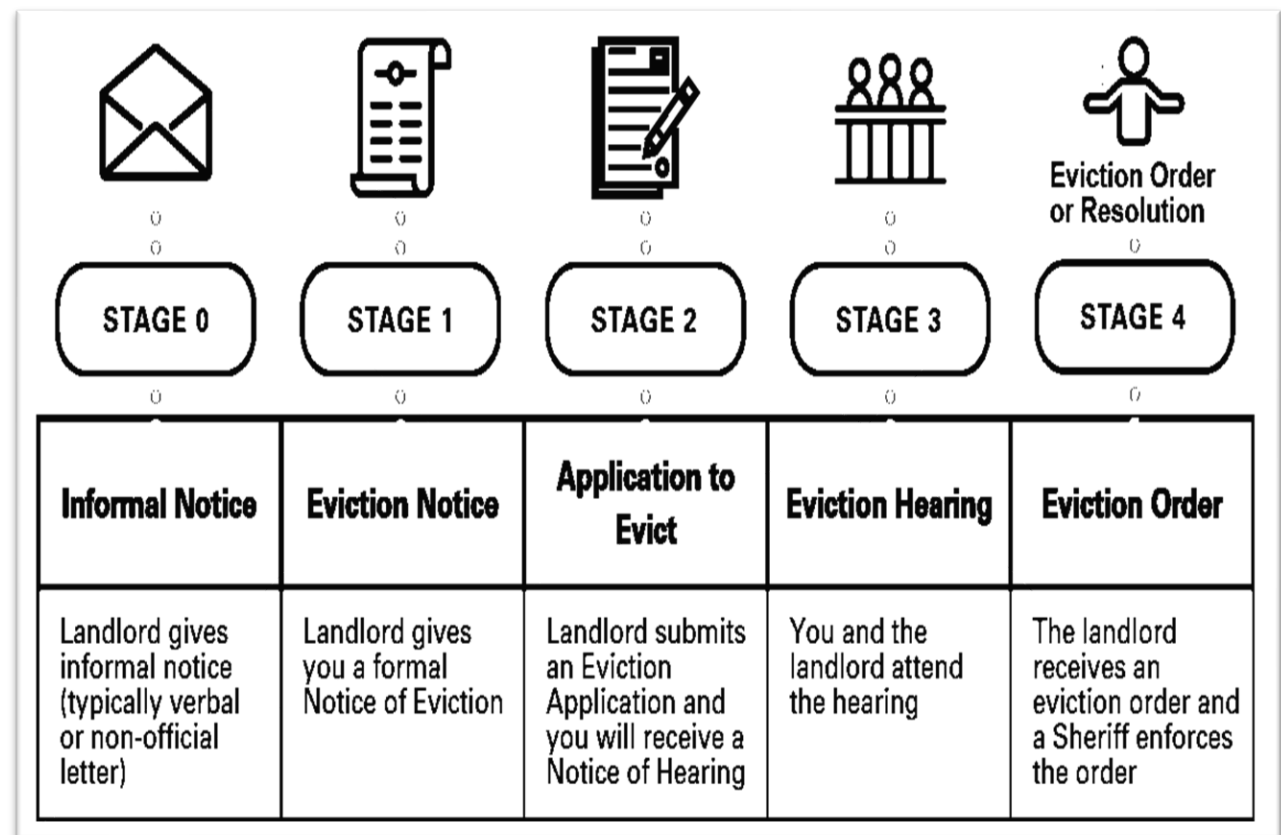 Eviction Order
or Resolution
STAGE 0
STAGE 1
STAGE 2
STAGE 3
STAGE 4
Informal Notice
Eviction Notice
Application to
Evict
Eviction Hearing
Eviction Order
Landlord gives
informal notice
(typically verbal
or non-official
letter)
Landlord gives
you a formal
Notice of Eviction
Landlord submits
an Eviction
Application and
you will receive a
Notice of Hearing
You and the
landlord attend
the hearing
The landlord
receives an
eviction order and
a Sheriff enforces
the order